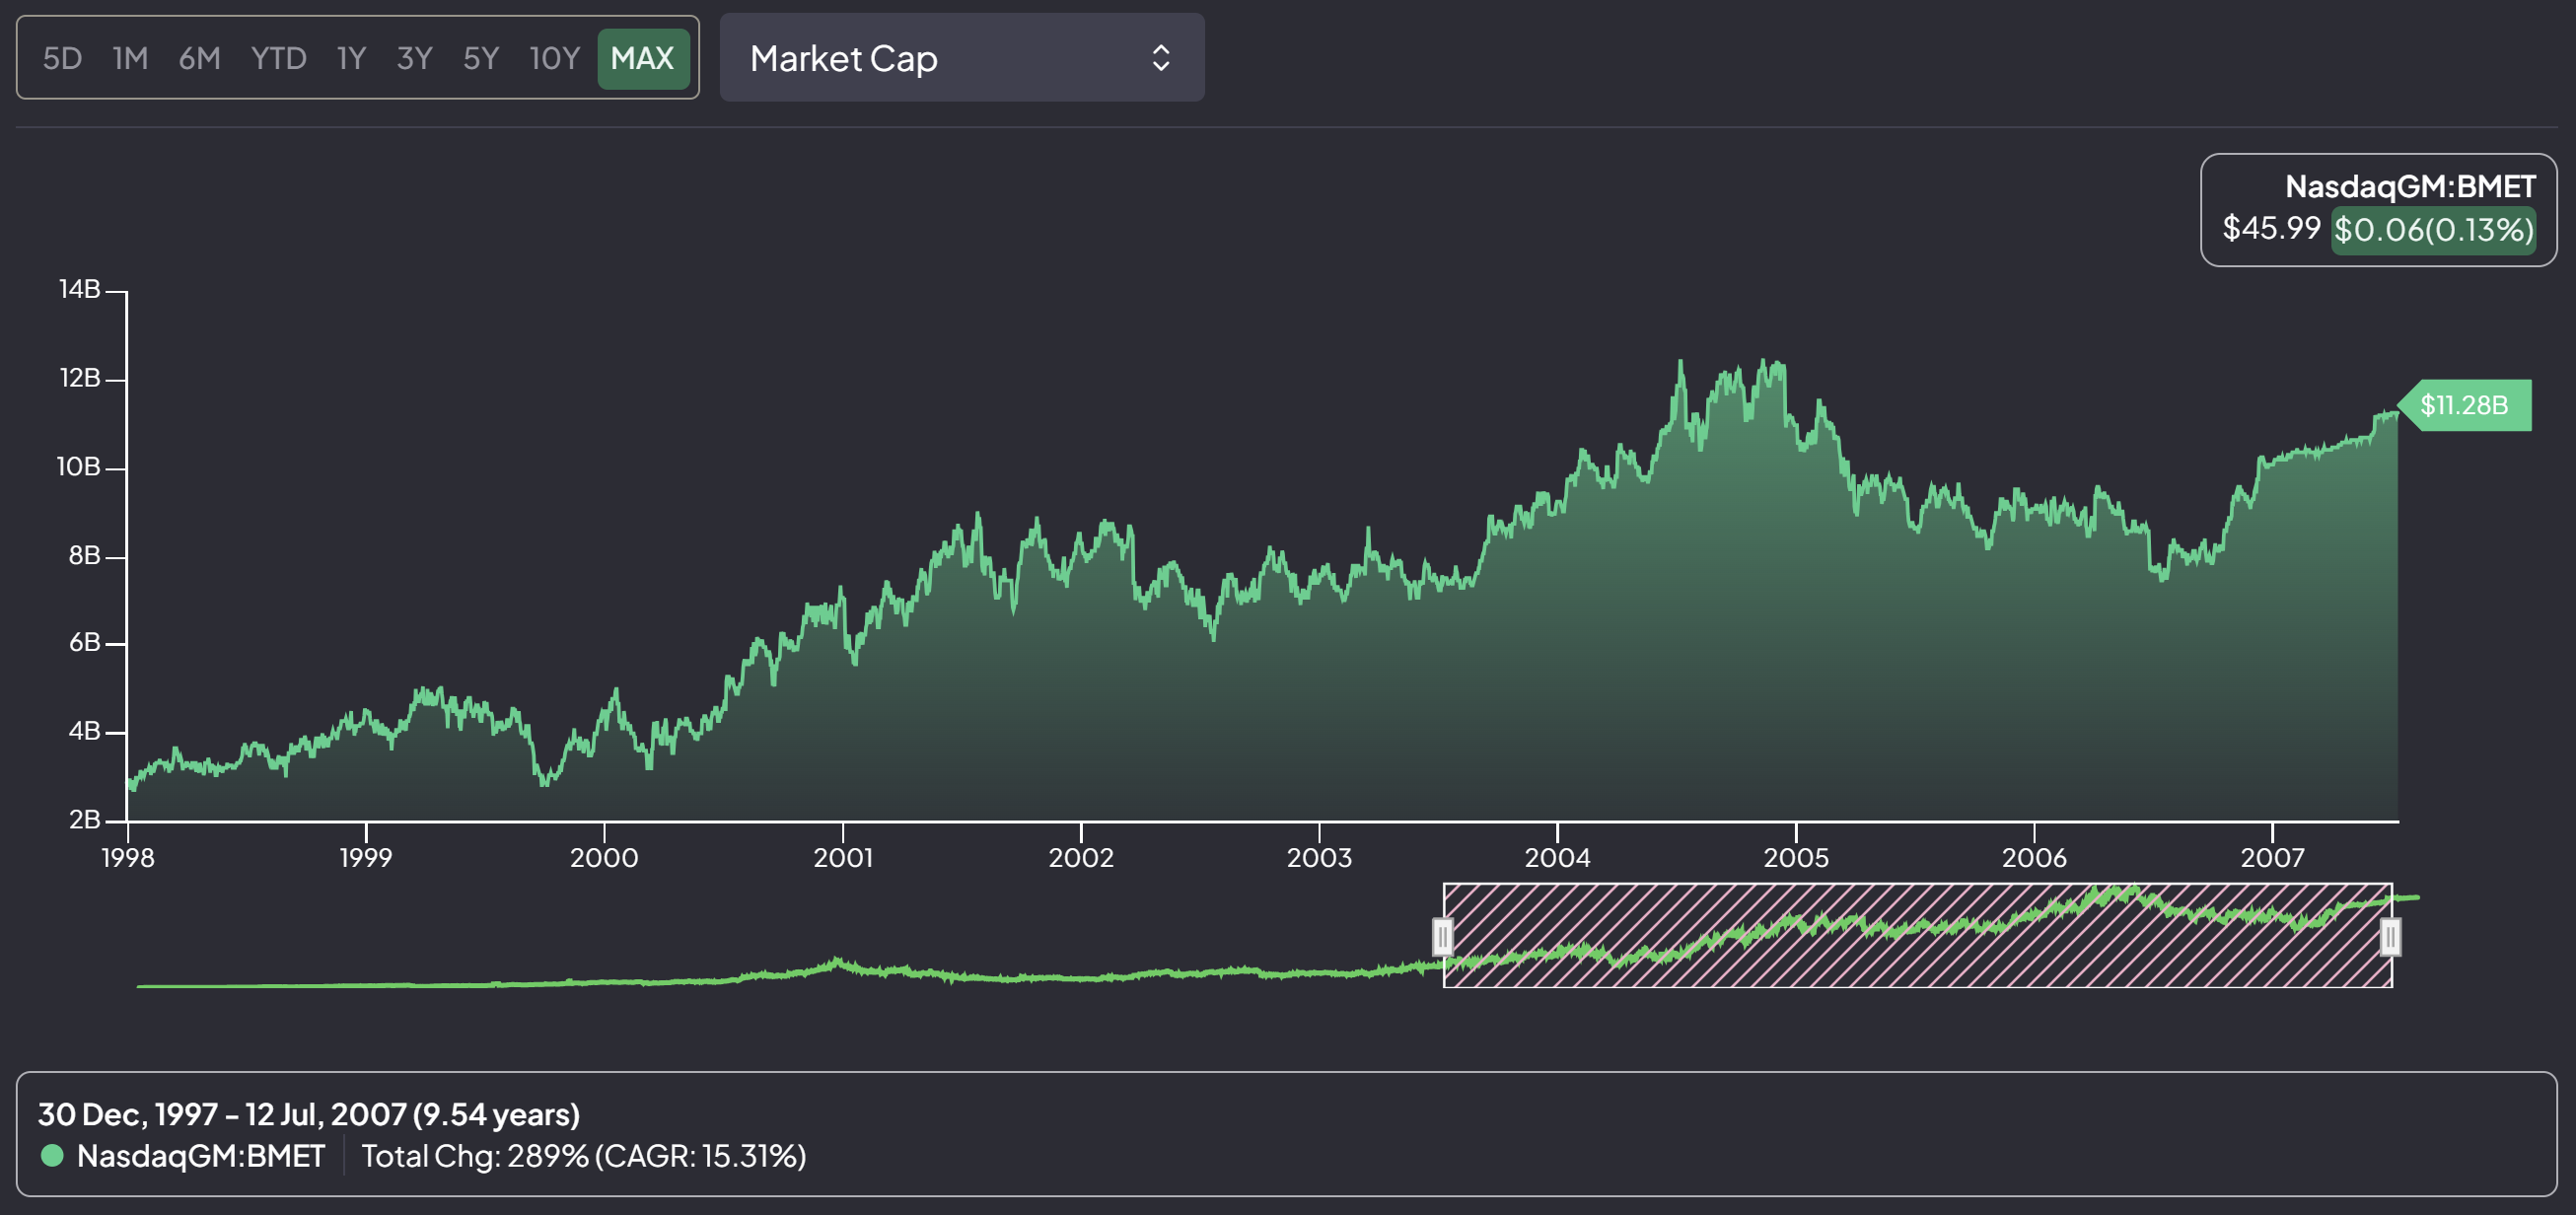 5D 1M 6M YTD 1Y 3Y 5Y 10Y MAX Market Cap
NasdaqGM:BMET
$45.99 $0.06(0.13%)
14B
12B
$11.28B
10B
8B
6B
4B
2B
1998 1999 2000 2001 2002 2003 2004 2005 2006 2007
30 Dec, 1997 - 12 Jul, 2007 (9.54 years)
NasdaqGM:BMET Total Chg: 289% (CAGR: 15.31%)